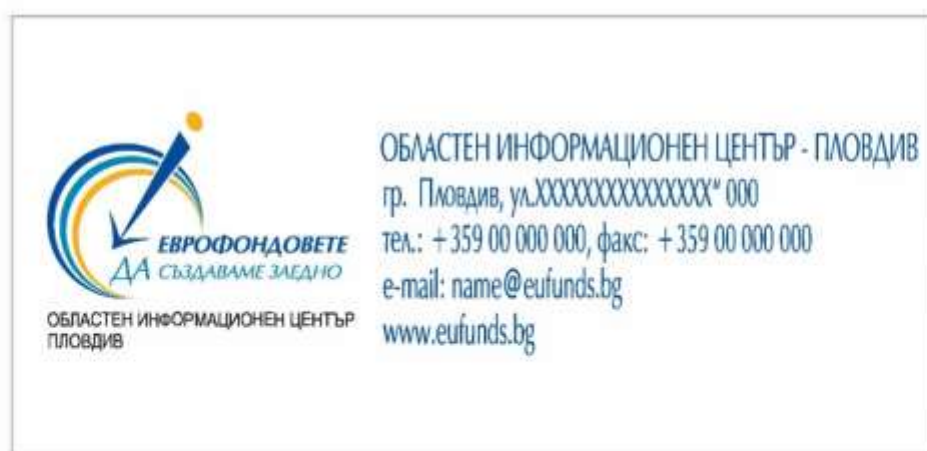 ЕВРОФОНДОВЕТЕ
ДА СЪЗДАВАМЕ ЗАЕДНО
ОБЛАСТЕН ИНФОРМАЦИОНЕН ЦЕНТЪР
ПЛОВДИВ
ОБЛАСТЕН ИНФОРМАЦИОНЕН ЦЕНТЪР - ПЛОВДИВ
гр. Пловдив, ул.XXXXXXXXXXXXXXX“ 000
тел.: +359 00 000 000, факс: +359 00 000 000
e-mail: name@eufunds.bg
www.eufunds.bg